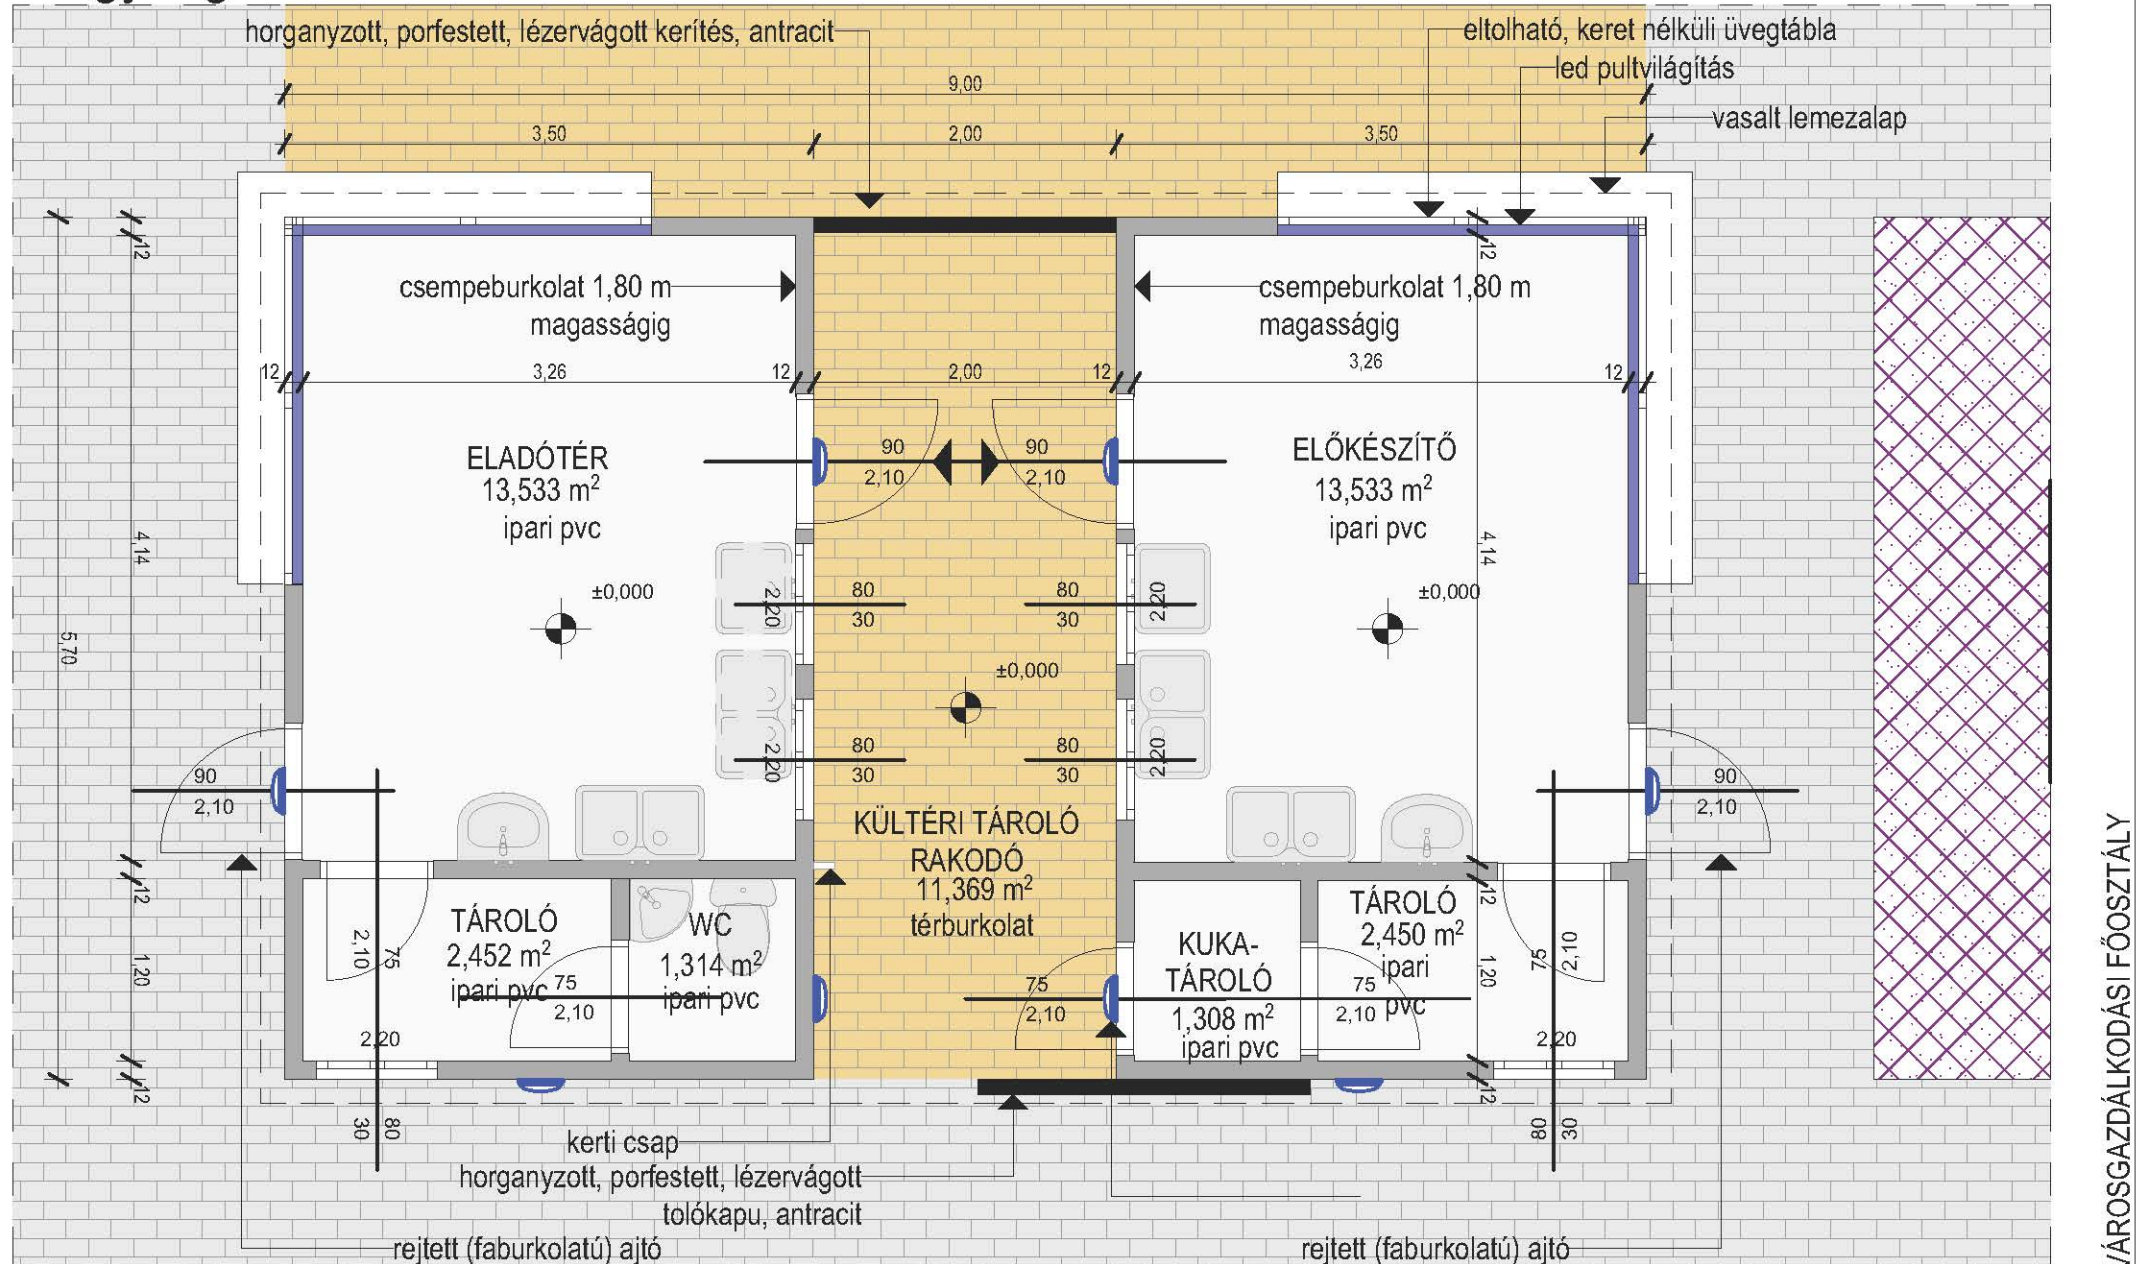 horganyzott, porfestett, lézervágott kerítés, antracit
eltolható, keret nélküli üvegtábla
led pultvilágítás
vasalt lemezalap
9,00
3,50
2,00
3,50
12
12
csempeburkolat 1,80 m
magasságig
csempeburkolat 1,80 m
magasságig
12
3,26
12
2,00
12
3,26
12
ELADÓTÉR
13,533 m²
ipari pvc
±0,000
90
2,10
90
2,10
ELŐKÉSZÍTŐ
13,533 m²
ipari pvc
±0,000
4,14
4,14
5,70
2,20
80
30
80
30
2,20
±0,000
2,20
80
30
80
30
2,20
90
2,10
90
2,10
KÜLTÉRI TÁROLÓ
RAKODÓ
11,369 m²
térburkolat
12
1,20
12
TÁROLÓ
2,452 m²
ipari pvc
2,10
75
75
2,10
2,20
WC
1,314 m²
ipari pvc
75
2,10
KUKA-
TÁROLÓ
1,308 m²
ipari pvc
75
2,10
TÁROLÓ
2,450 m²
ipari
pvc
12
1,20
12
75
2,10
2,20
30
80
80
30
kerti csap
horganyzott, porfestett, lézervágott
tolókapu, antracit
rejtett (faburkolatú) ajtó
rejtett (faburkolatú) ajtó
VÁROSGAZDÁLKODÁSI FŐOSZTÁLY